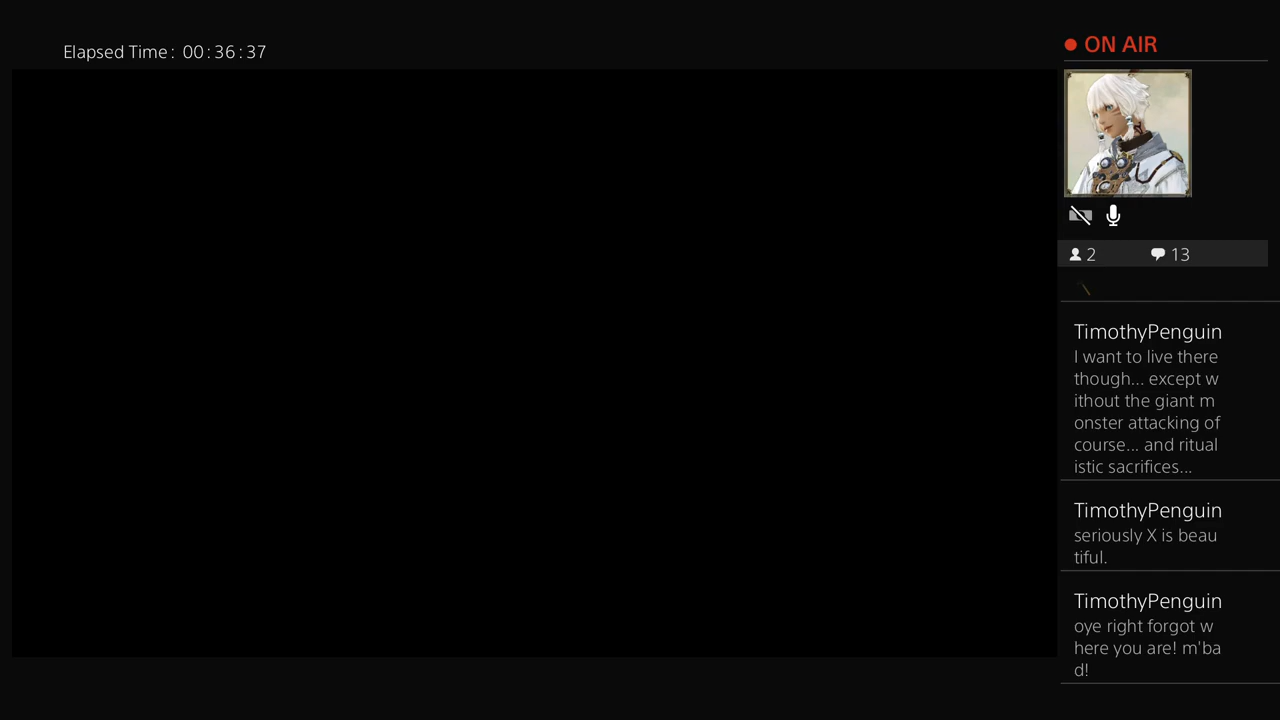 Elapsed Time: 00:36:37
ON AIR
2 13
TimothyPenguin
I want to live there
though... except w
ithout the giant m
onster attacking of
course... and ritual
istic sacrifices...
TimothyPenguin
seriously X is beau
tiful.
TimothyPenguin
oye right forgot w
here you are! m'ba
d!